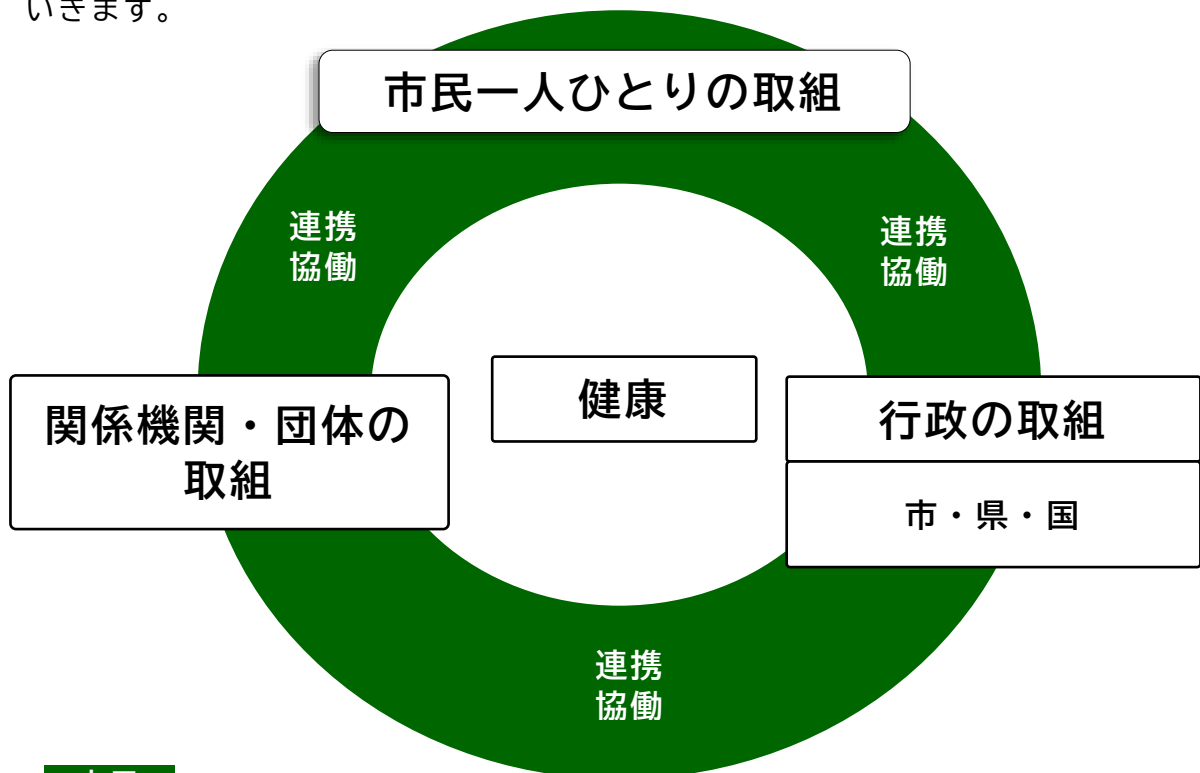 いきます。
市民一人ひとりの取組
連携
協働
連携
協働
健康
関係機関・団体の
取組
行政の取組
市・県・国
連携
協働